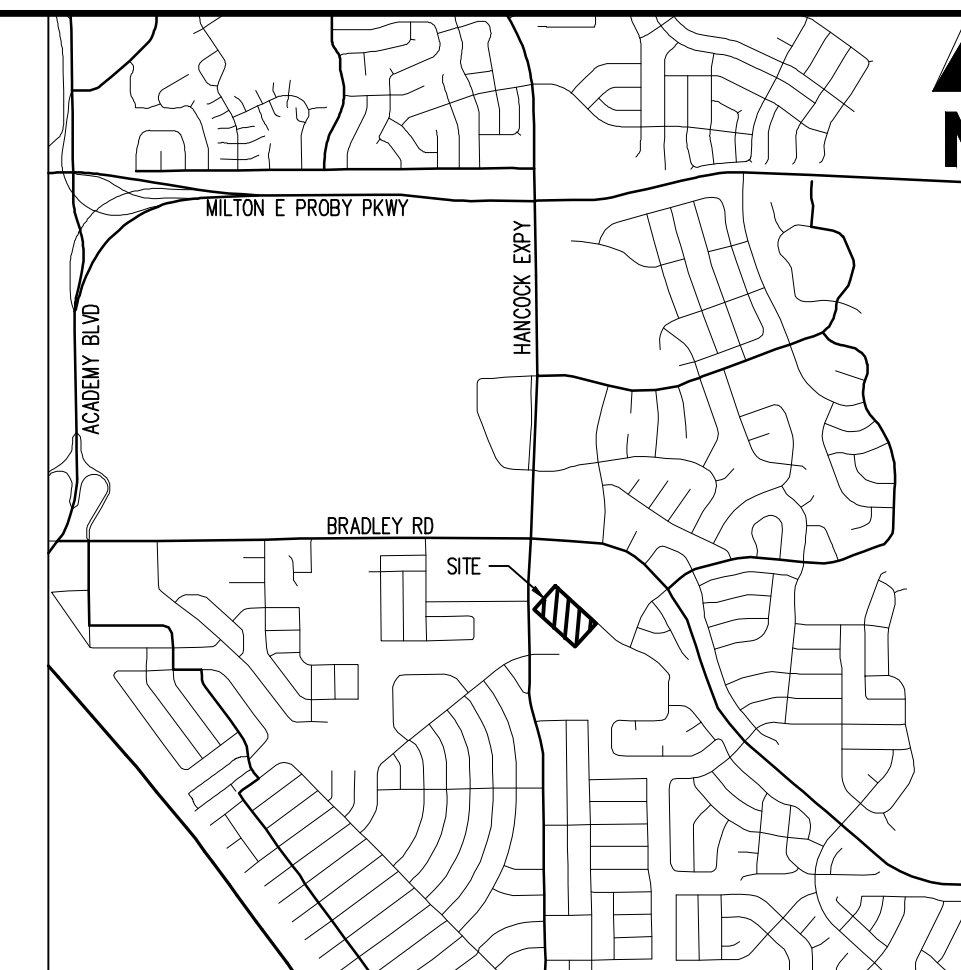 N
MILTON E PROBY PKWY
HANCOCK EXPY
ACADEMY BLVD
BRADLEY RD
SITE